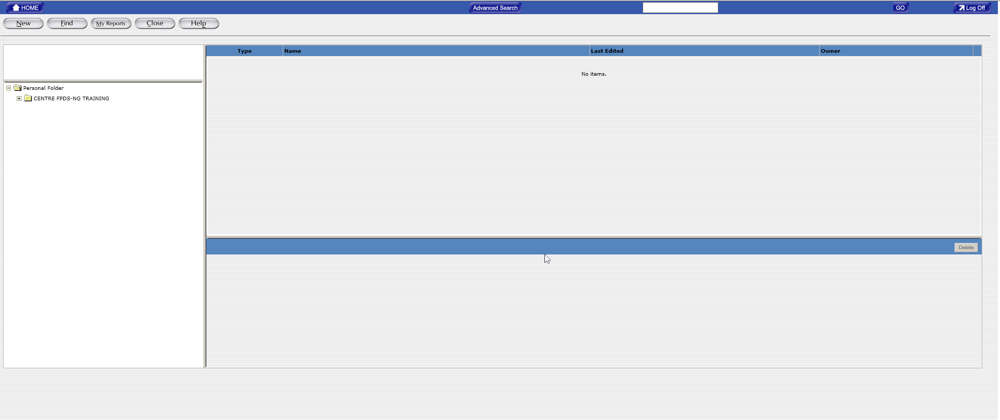 HOME Advanced Search GO Log Off
New Find My Reports Close Help
Type Name Last Edited Owner
No items.
Personal Folder
CENTRE FPDS-NG TRAINING
Delete